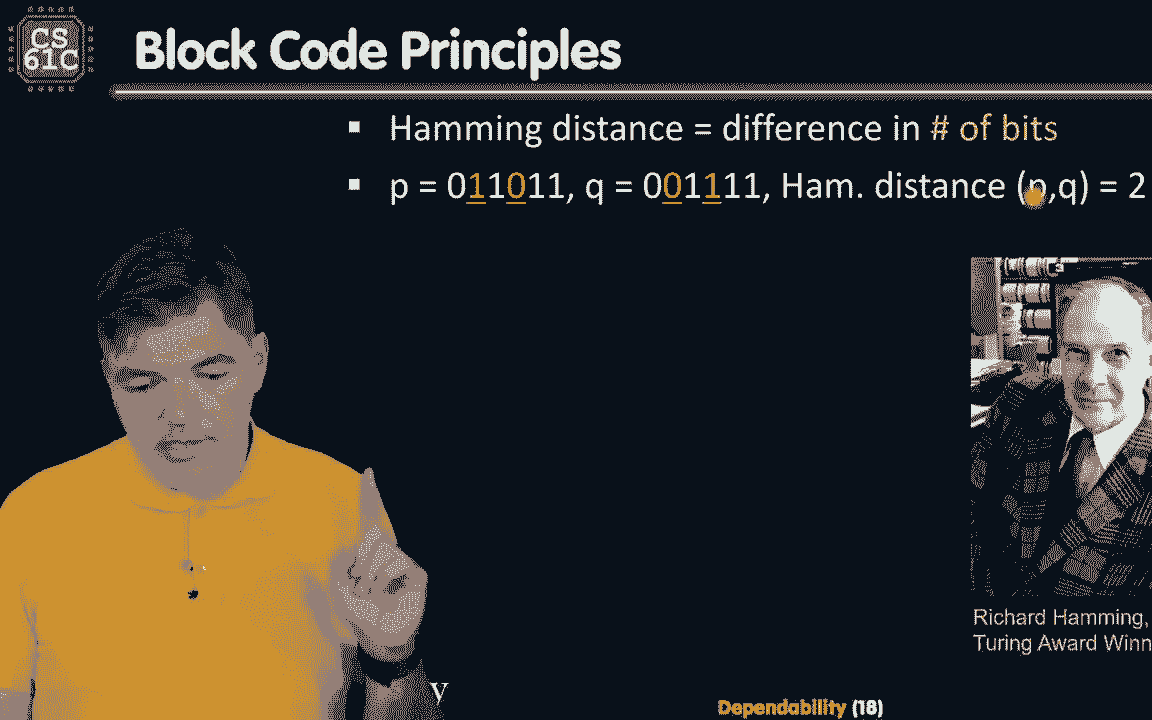 CS
61C
Block Code Principles
▪ Hamming distance = difference in # of bits
▪ p = 011011, q = 001111, Ham. distance (p,q) = 2
Richard Hamming,
Turing Award Winn
y
Dependability (18)